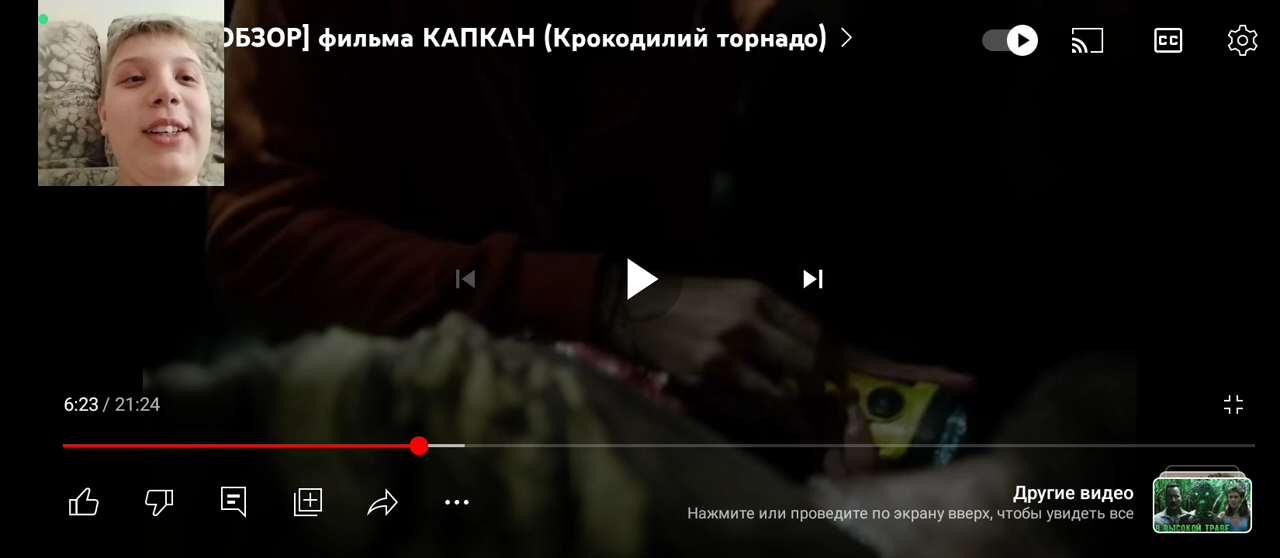 ОБЗОР] фильма КАПКАН (Крокодилий торнадо)
CC
6:23 / 21:24
Другие видео
Нажмите или проведите по экрану вверх, чтобы увидеть все
В ВЫСОКОЙ ТРАВЕ